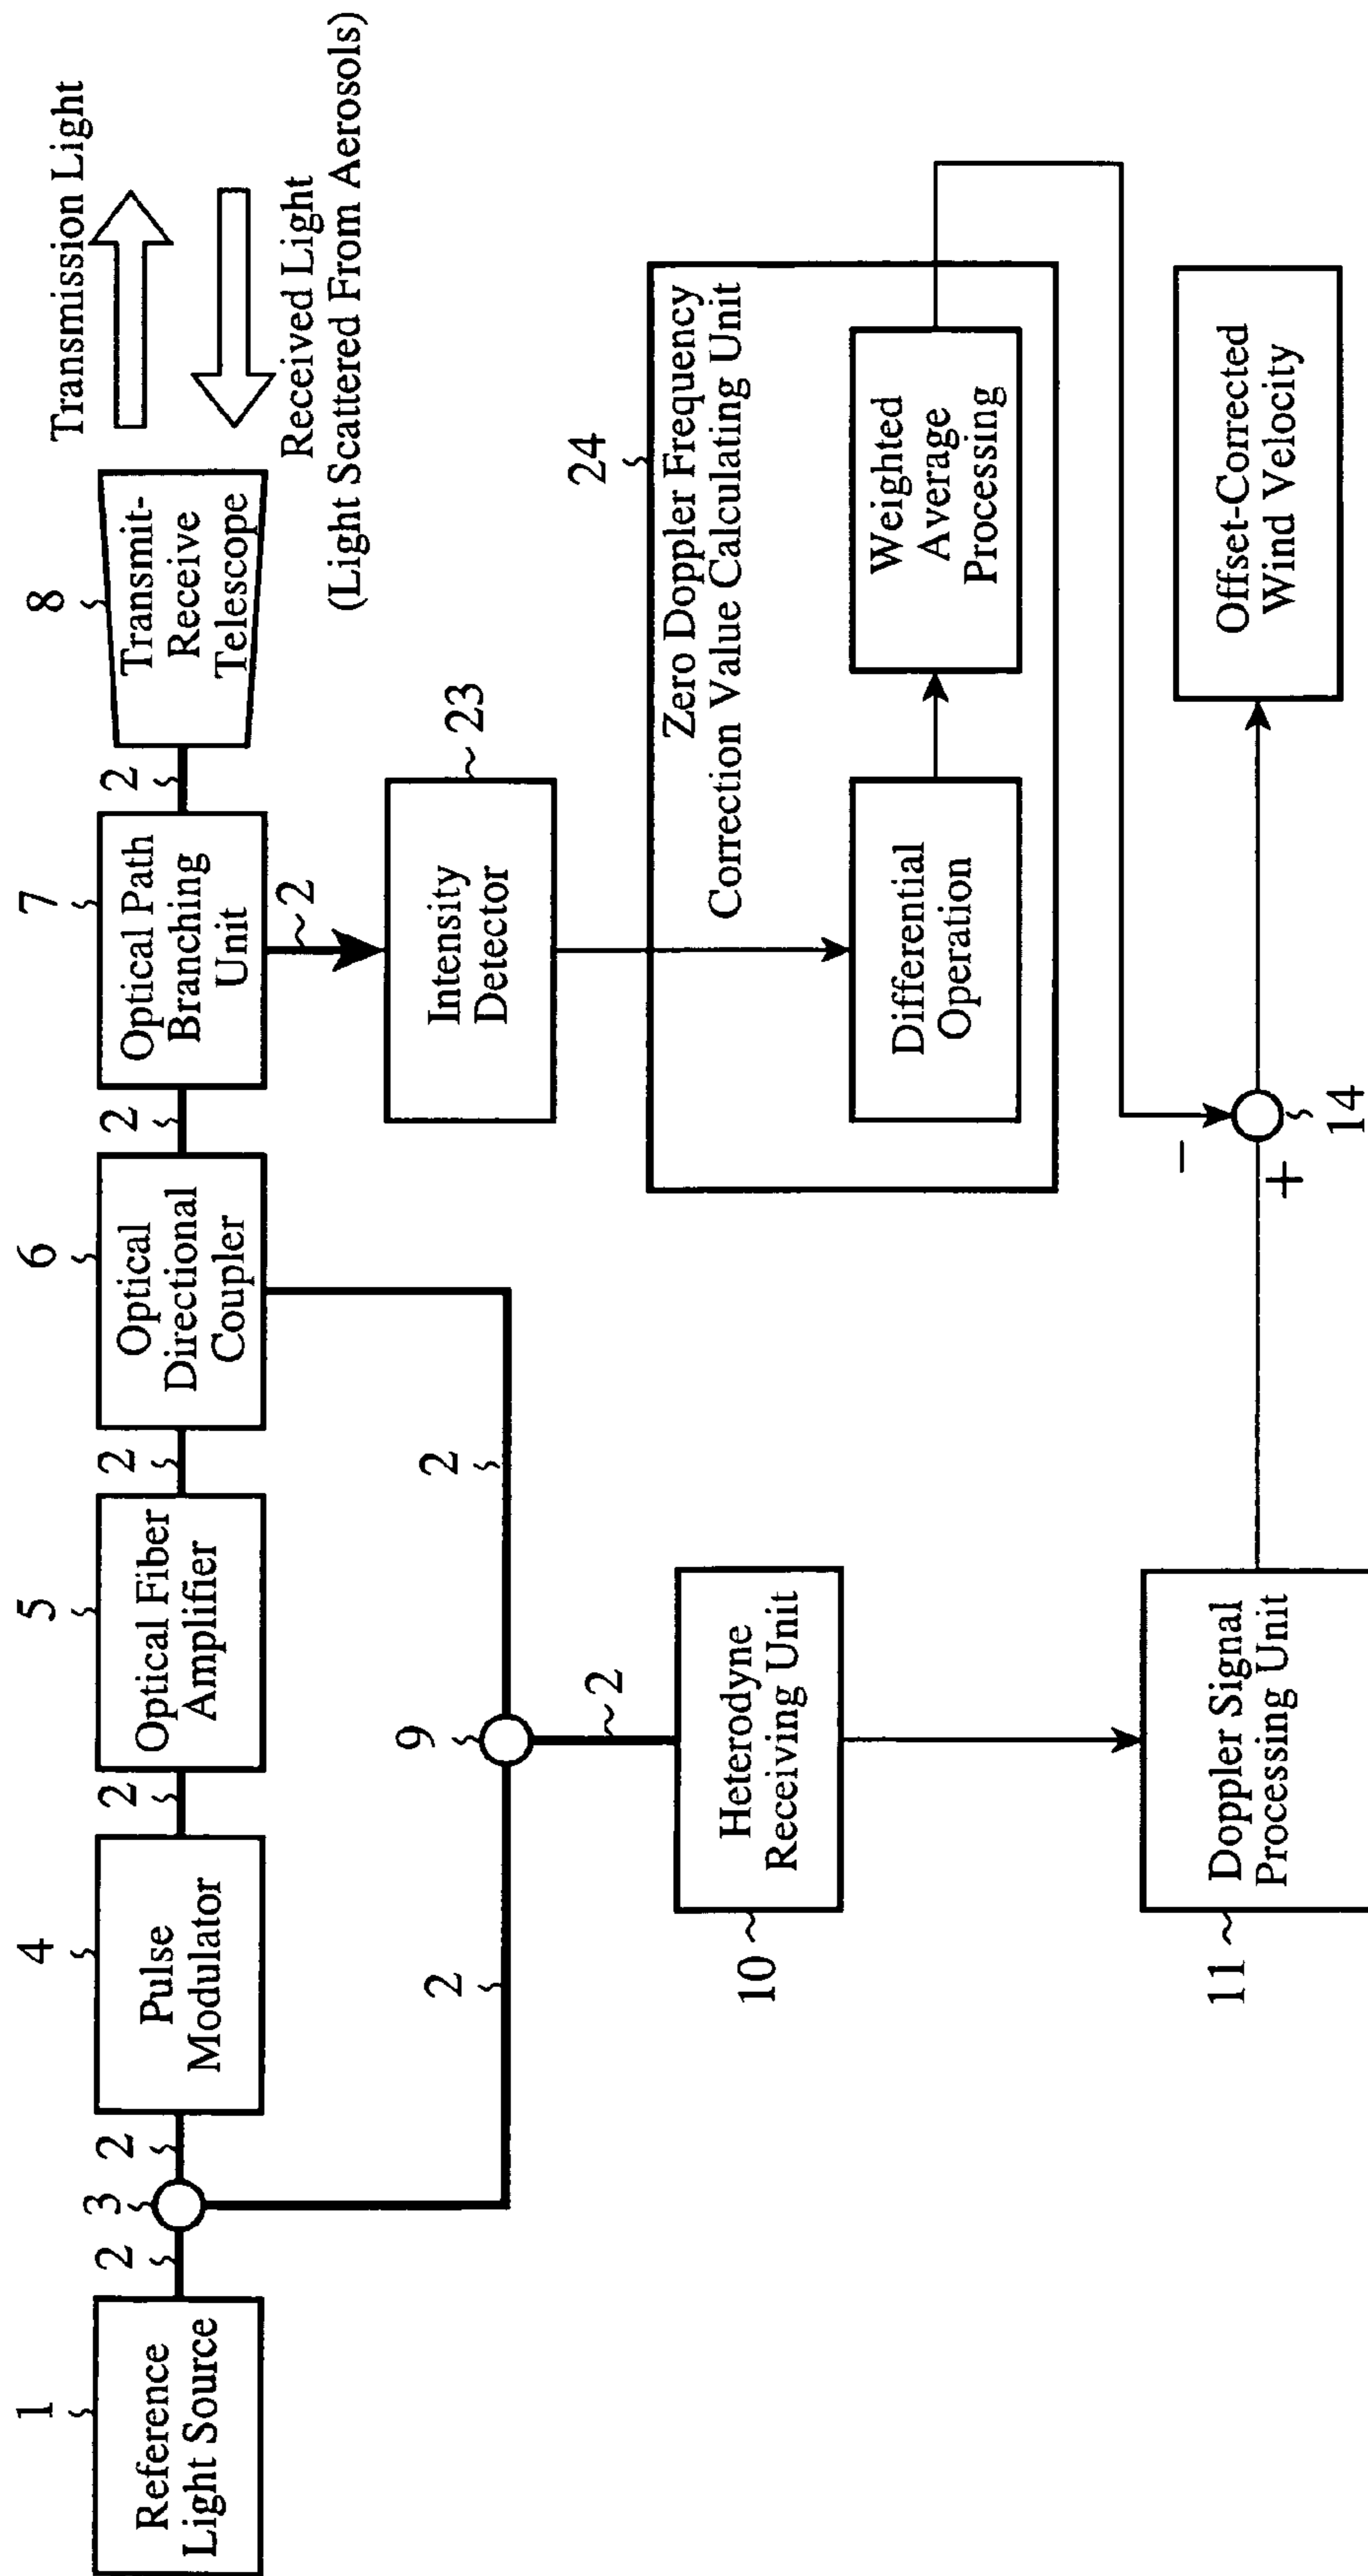 Transmission Light
Received Light
(Light Scattered From Aerosols)
1
Reference
Light Source
2
3
2
4
Pulse
Modulator
2
5
Optical Fiber
Amplifier
2
6
Optical
Directional
Coupler
2
7
Optical Path
Branching
Unit
2
8
Transmit-
Receive
Telescope
2
2
9
2
2
23
Intensity
Detector
24
Zero Doppler Frequency
Correction Value Calculating Unit
Differential
Operation
Weighted
Average
Processing
10
Heterodyne
Receiving Unit
11
Doppler Signal
Processing Unit
−
+
14
Offset-Corrected
Wind Velocity